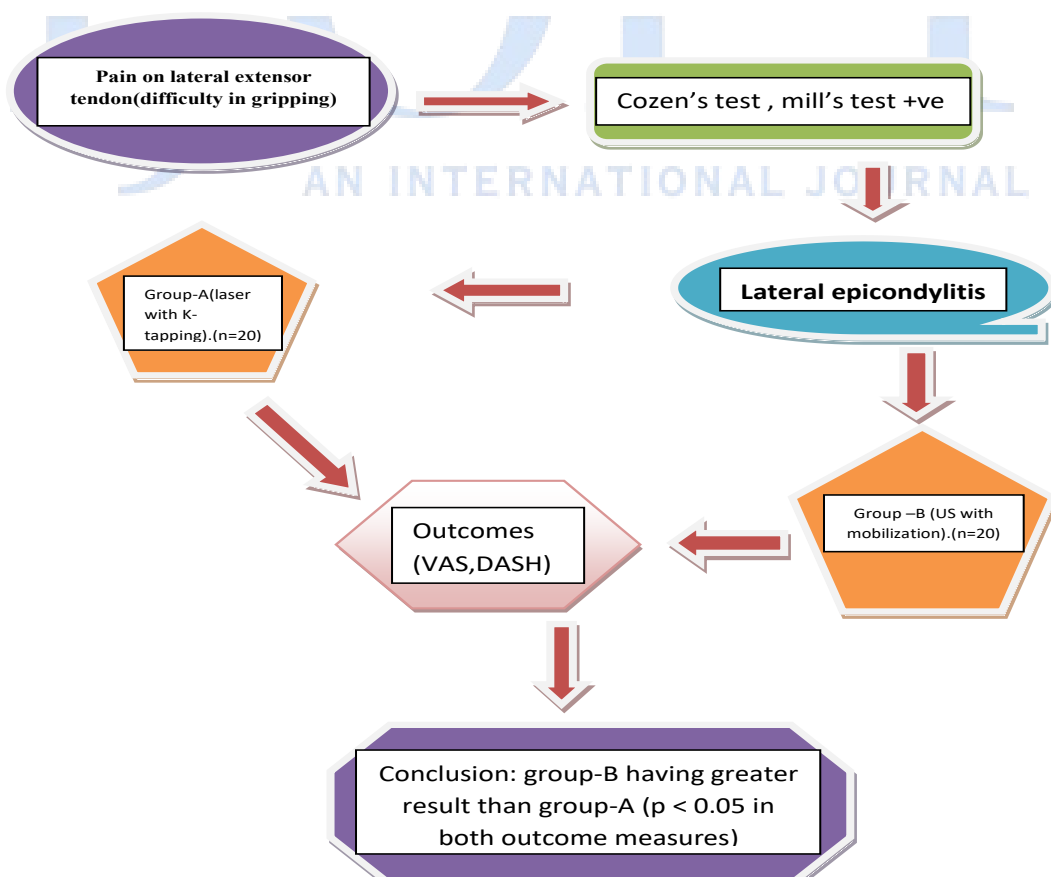 Pain on lateral extensor
tendon(difficulty in gripping)
Cozen's test , mill's test +ve
AN INTERNATIONAL JOURNAL
Lateral epicondylitis
Group-A(laser
with K-
tapping).(n=20)
Group –B (US with
mobilization).(n=20)
Outcomes
(VAS,DASH)
Conclusion: group-B having greater
result than group-A (p < 0.05 in
both outcome measures)